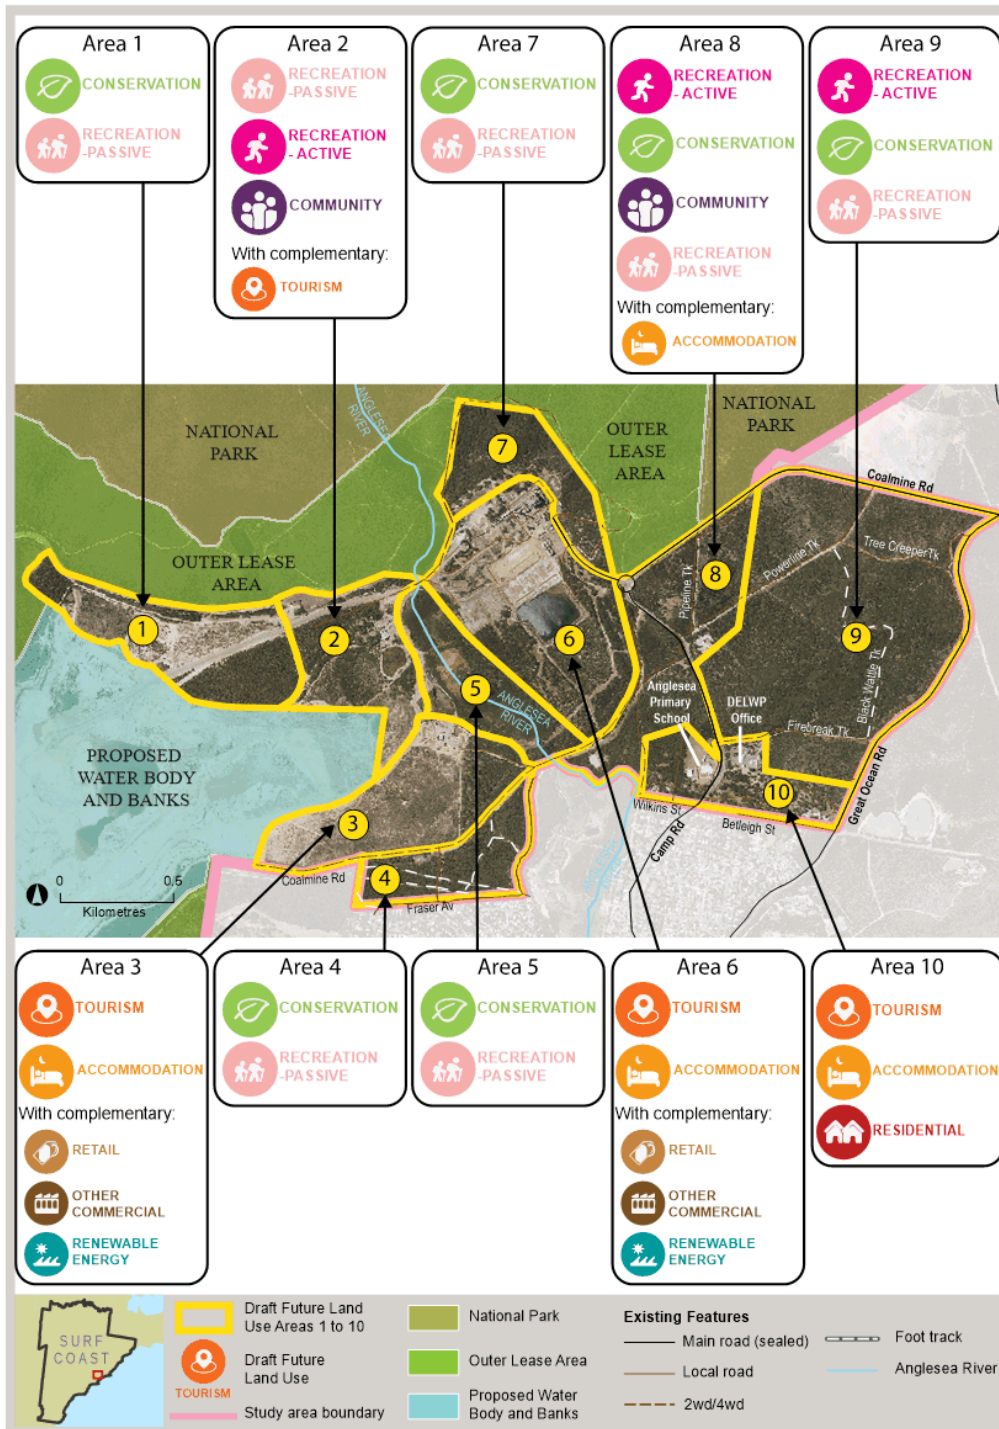 Area 1
CONSERVATION
RECREATION
-PASSIVE
Area 2
RECREATION
-PASSIVE
RECREATION
- ACTIVE
COMMUNITY
With complementary:
TOURISM
Area 7
CONSERVATION
RECREATION
-PASSIVE
Area 8
RECREATION
- ACTIVE
CONSERVATION
COMMUNITY
RECREATION
-PASSIVE
With complementary:
ACCOMMODATION
Area 9
RECREATION
- ACTIVE
CONSERVATION
RECREATION
-PASSIVE
NATIONAL
PARK
ANGLESEA
RIVER
OUTER
LEASE
AREA
NATIONAL
PARK
Coalmine Rd
OUTER LEASE
AREA
Pipeline Tk
Powerline Tk
Tree CreeperTk
Black Wattle Tk
Firebreak Tk
Great Ocean Rd
1
2
3
4
5
6
7
8
9
10
ANGLESEA
RIVER
Anglesea
Primary
School
DELWP
Office
PROPOSED
WATER BODY
AND BANKS
Wilkins St
Betleigh St
Camp Rd
ANGLESEA
RIVER
Coalmine Rd
Fraser Av
0
0.5
Kilometres
Area 3
TOURISM
ACCOMMODATION
With complementary:
RETAIL
OTHER
COMMERCIAL
RENEWABLE
ENERGY
Area 4
CONSERVATION
RECREATION
-PASSIVE
Area 5
CONSERVATION
RECREATION
-PASSIVE
Area 6
TOURISM
ACCOMMODATION
With complementary:
RETAIL
OTHER
COMMERCIAL
RENEWABLE
ENERGY
Area 10
TOURISM
ACCOMMODATION
RESIDENTIAL
SURF
COAST
Draft Future Land
Use Areas 1 to 10
TOURISM
Draft Future
Land Use
Study area boundary
National Park
Outer Lease Area
Proposed Water
Body and Banks
Existing Features
Main road (sealed)
Local road
2wd/4wd
Foot track
Anglesea River